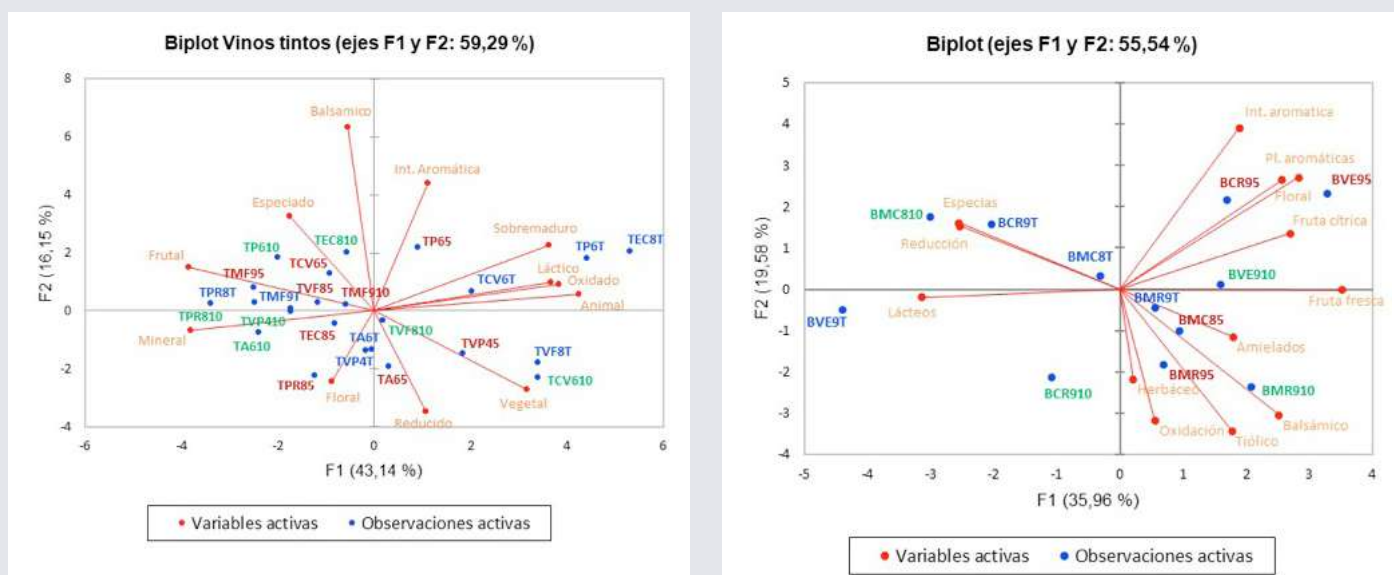 Biplot Vinos tintos (ejes F1 y F2: 59,29 %)
8
6
4
2
0
-2
-4
-6
-4
-2
0
2
4
6
F2 (16,15 %)
F1 (43,14 %)
Balsamico
Int. Aromática
Especiado
Sobremaduro
TP610
TEC810
TP65
TP6T
TEC8T
Frutal
TCV65
Láctico
Oxidado
TMF95
TCV6T
TPR8T
TMF9T
TVF85
TMF910
Animal
TPR810
TVP410
TVF810
Mineral
TA610
TEC85
TA6T
TVP4T
TVP45
TVF8T
TA65
TCV610
TPR85
Floral
Vegetal
Reducido
Variables activas
Observaciones activas
Biplot (ejes F1 y F2: 55,54 %)
5
4
3
2
1
0
-1
-2
-3
-4
-5
-4
-3
-2
-1
0
1
2
3
4
F2 (19,58 %)
F1 (35,96 %)
Int. aromatica
Pl. aromáticas
BCR95
BVE95
Floral
Especias
BMC810
BCR9T
Fruta cítrica
Reducción
BMC8T
BVE910
BMR9T
Fruta fresca
Lácteos
BMC85
BVE9T
Amielados
BMR95
Herbáceo
BMR910
BCR910
Balsámico
Oxidación
Tiólico
Variables activas
Observaciones activas